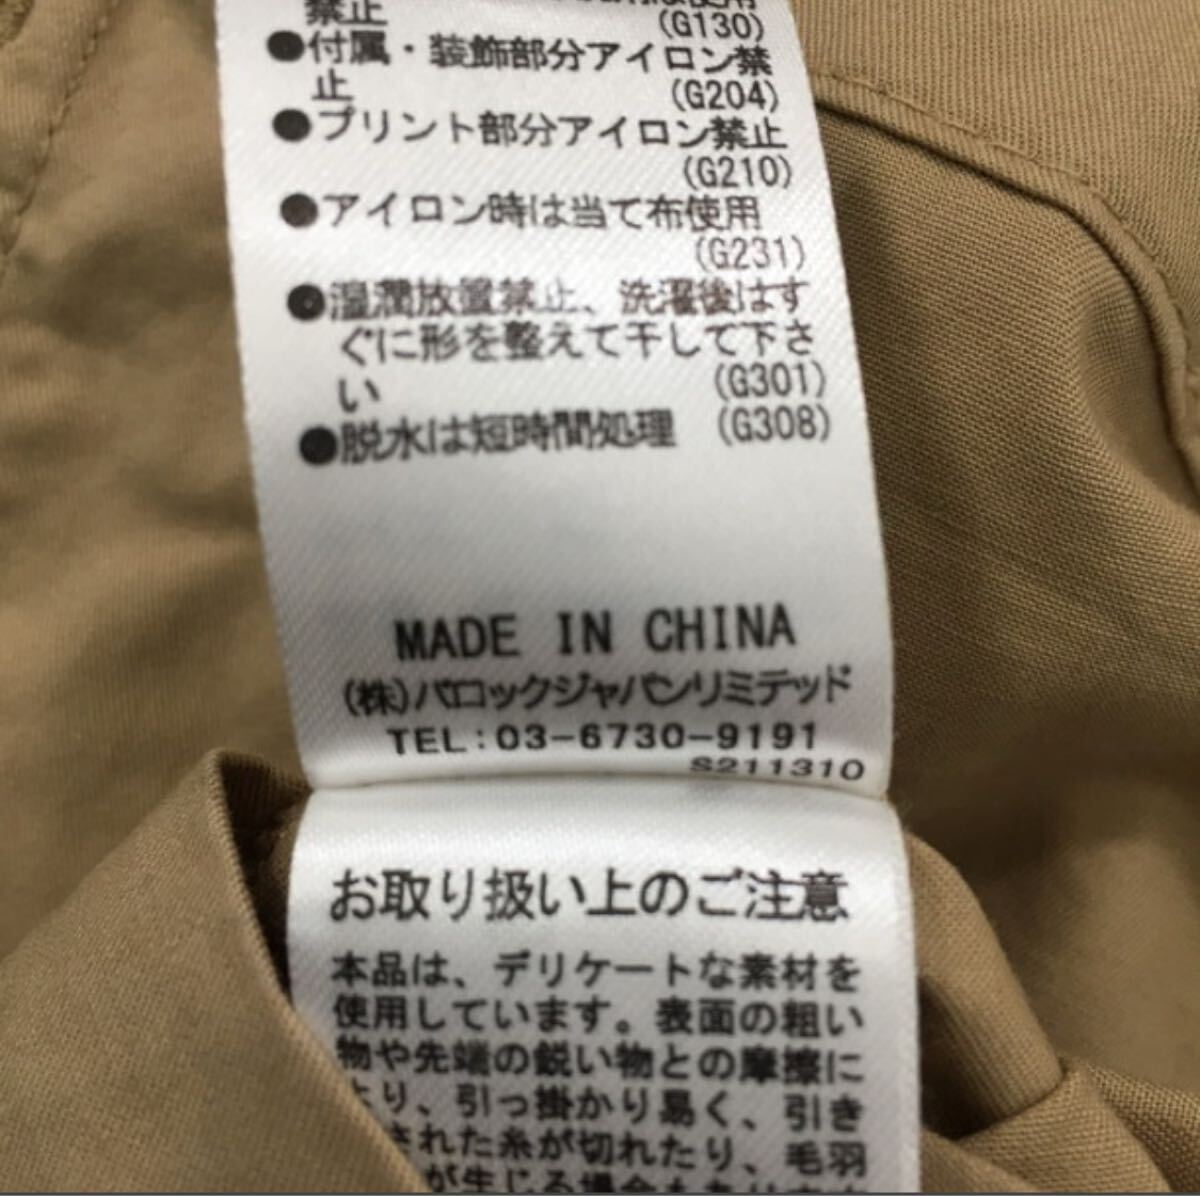 禁止
(G130)
●付属・装飾部分アイロン禁
止
(G204)
●プリント部分アイロン禁止
(G210)
●アイロン時は当て布使用
(G231)
●湿潤放置禁止、洗濯後はす
ぐに形を整えて干して下さ
い
(G301)
●脱水は短時間処理 (G308)
MADE IN CHINA
(株)バロックジャパンリミテッド
TEL:03-6730-9191
S211310
お取り扱い上のご注意
本品は、デリケートな素材を
使用しています。表面の粗い
物や先端の鋭い物との摩擦に
より、引っ掛かり易く、引き
された糸が切れたり、毛羽
が生じる場合も